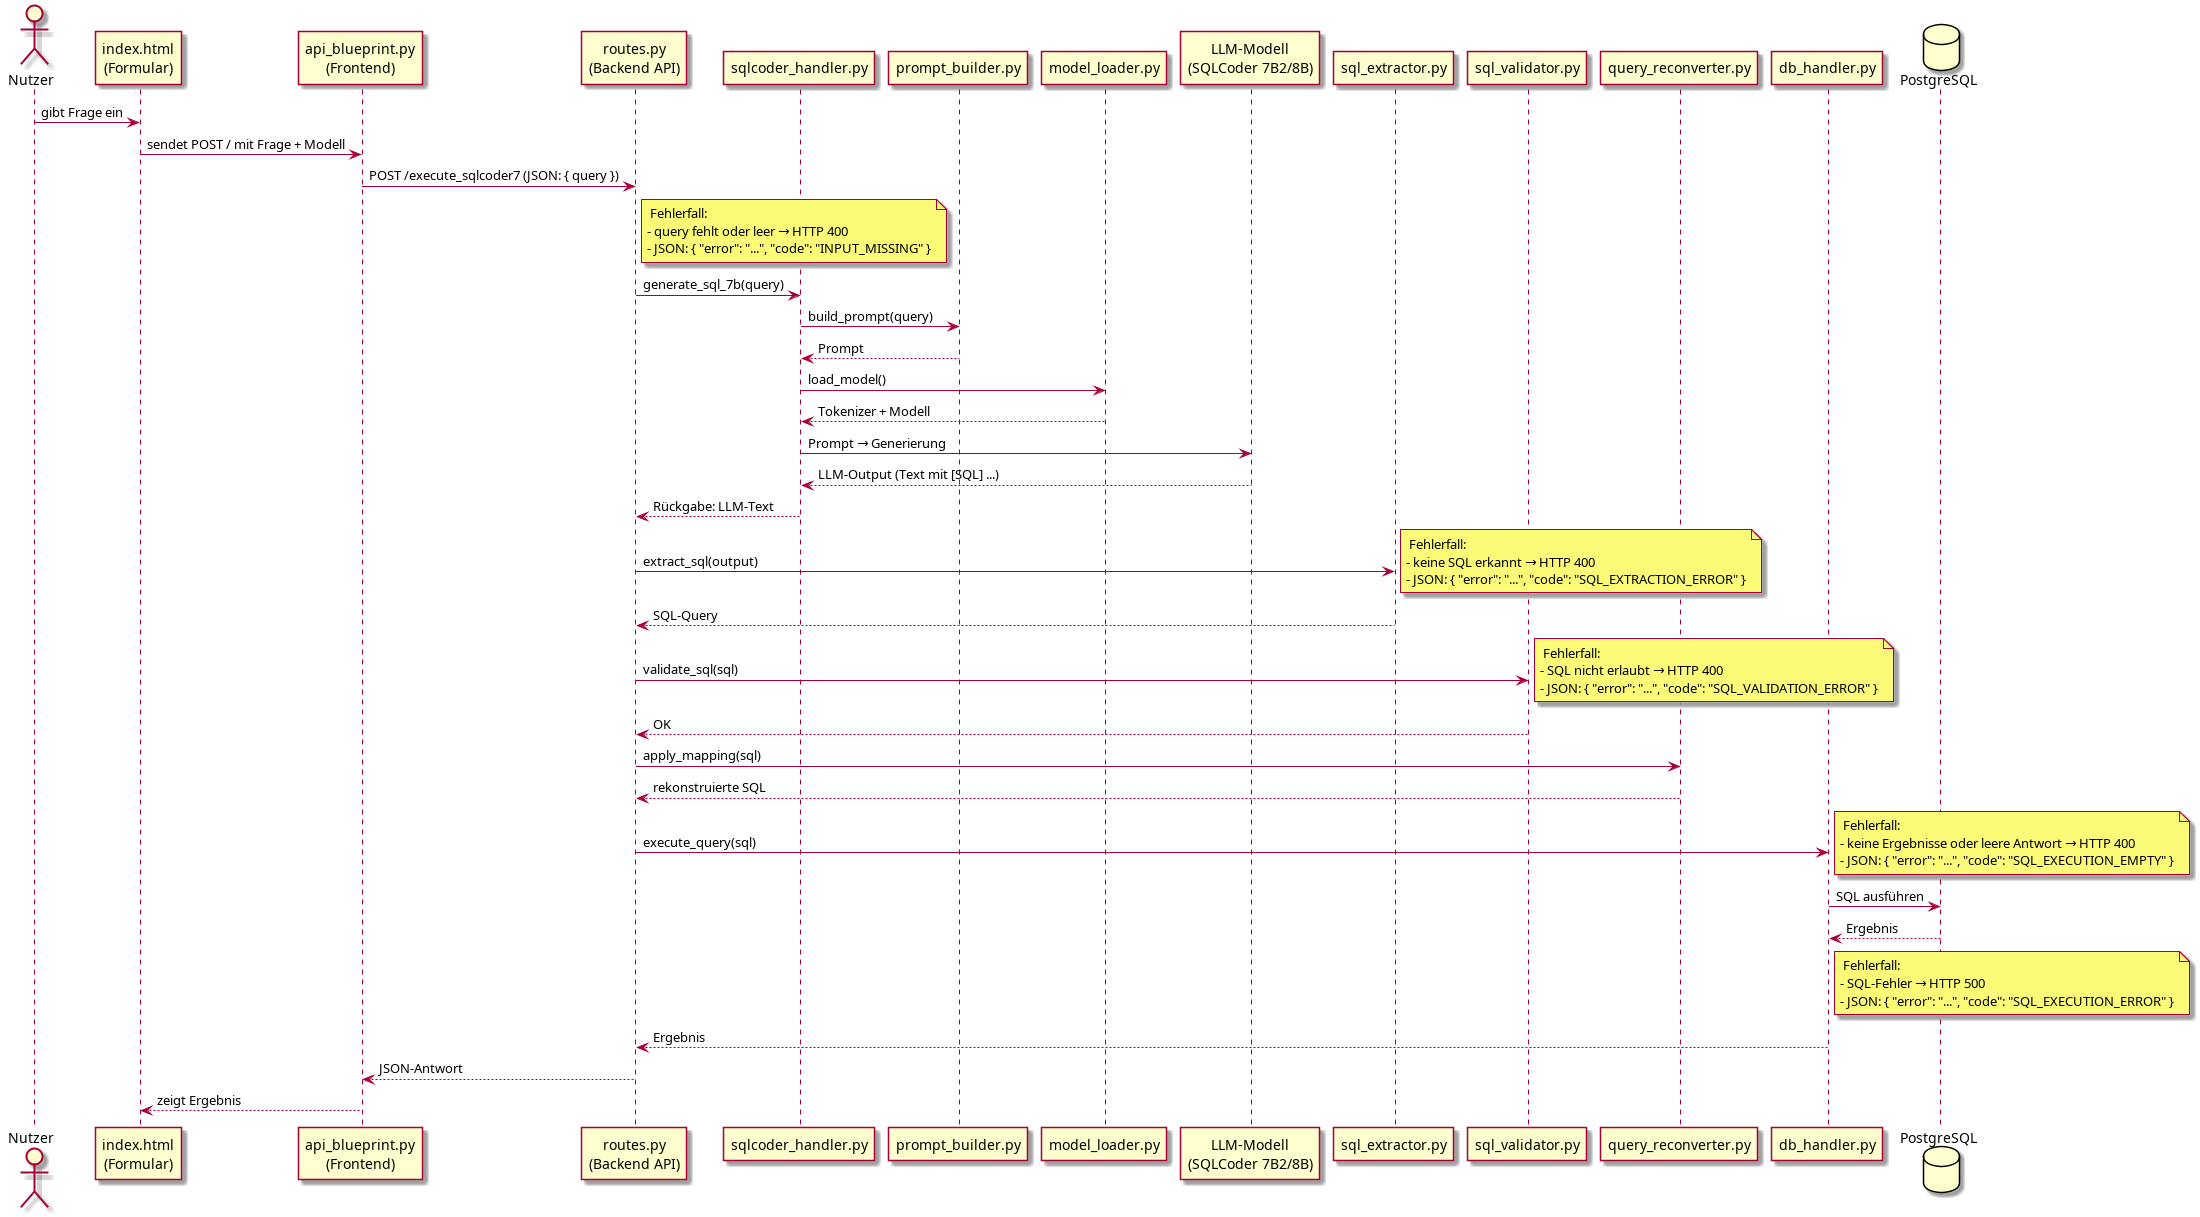 Nutzer
index.html
(Formular)
api_blueprint.py
(Frontend)
routes.py
(Backend API)
sqlcoder_handler.py
prompt_builder.py
model_loader.py
LLM-Modell
(SQLCoder 7B2/8B)
sql_extractor.py
sql_validator.py
query_reconverter.py
db_handler.py
PostgreSQL
gibt Frage ein
sendet POST / mit Frage + Modell
POST /execute_sqlcoder7 (JSON: { query })
Fehlerfall:
- query fehlt oder leer → HTTP 400
- JSON: { "error": "...", "code": "INPUT_MISSING" }
generate_sql_7b(query)
build_prompt(query)
Prompt
load_model()
Tokenizer + Modell
Prompt → Generierung
LLM-Output (Text mit [SQL] ...)
Rückgabe: LLM-Text
Fehlerfall:
- keine SQL erkannt → HTTP 400
- JSON: { "error": "...", "code": "SQL_EXTRACTION_ERROR" }
extract_sql(output)
SQL-Query
Fehlerfall:
- SQL nicht erlaubt → HTTP 400
- JSON: { "error": "...", "code": "SQL_VALIDATION_ERROR" }
validate_sql(sql)
OK
apply_mapping(sql)
rekonstruierte SQL
Fehlerfall:
- keine Ergebnisse oder leere Antwort → HTTP 400
- JSON: { "error": "...", "code": "SQL_EXECUTION_EMPTY" }
execute_query(sql)
SQL ausführen
Ergebnis
Fehlerfall:
- SQL-Fehler → HTTP 500
- JSON: { "error": "...", "code": "SQL_EXECUTION_ERROR" }
Ergebnis
JSON-Antwort
zeigt Ergebnis
Nutzer
index.html
(Formular)
api_blueprint.py
(Frontend)
routes.py
(Backend API)
sqlcoder_handler.py
prompt_builder.py
model_loader.py
LLM-Modell
(SQLCoder 7B2/8B)
sql_extractor.py
sql_validator.py
query_reconverter.py
db_handler.py
PostgreSQL